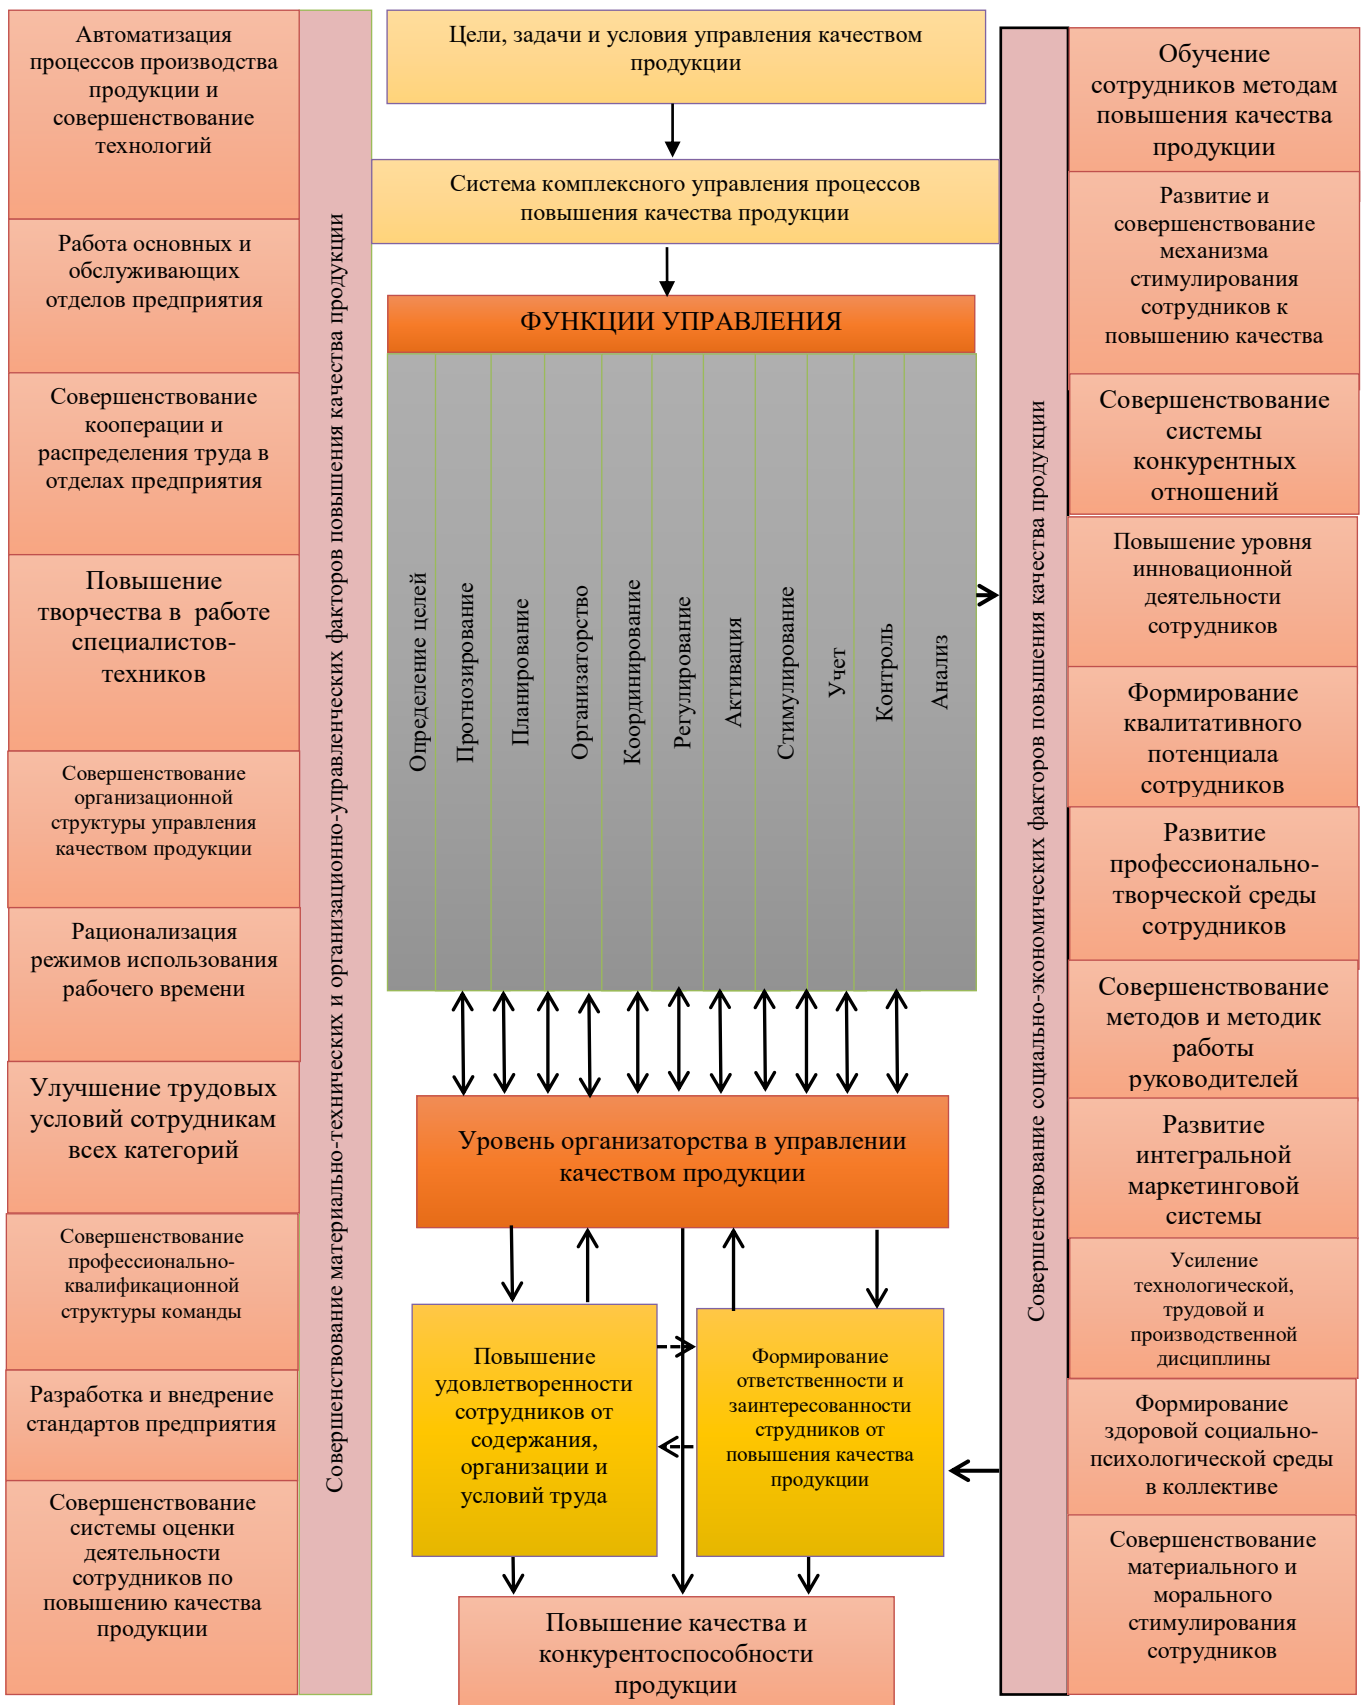 Автоматизация
процессов производства
продукции и
совершенствование
технологий
Работа основных и
обслуживающих
отделов предприятия
Совершенствование
кооперации и
распределения труда в
отделах предприятия
Повышение
творчества в работе
специалистов-
техников
Совершенствование
организационной
структуры управления
качеством продукции
Рационализация
режимов использования
рабочего времени
Улучшение трудовых
условий сотрудникам
всех категорий
Совершенствование
профессионально-
квалификационной
структуры команды
Разработка и внедрение
стандартов предприятия
Совершенствование
системы оценки
деятельности
сотрудников по
повышению качества
продукции
Совершенствование материально-технических и организационно-управленческих факторов повышения качества продукции
Цели, задачи и условия управления качеством
продукции
Система комплексного управления процессов
повышения качества продукции
ФУНКЦИИ УПРАВЛЕНИЯ
Определение целей
Прогнозирование
Планирование
Организаторство
Координирование
Регулирование
Активация
Стимулирование
Учет
Контроль
Анализ
Уровень организаторства в управлении
качеством продукции
Повышение
удовлетворенности
сотрудников от
содержания,
организации и
условий труда
Формирование
ответственности и
заинтересованности
струдников от
повышения качества
продукции
Повышение качества и
конкурентоспособности
продукции
Совершенствование социально-экономических факторов повышения качества продукции
Обучение
сотрудников методам
повышения качества
продукции
Развитие и
совершенствование
механизма
стимулирования
сотрудников к
повышению качества
Совершенствование
системы
конкурентных
отношений
Повышение уровня
инновационной
деятельности
сотрудников
Формирование
квалитативного
потенциала
сотрудников
Развитие
профессионально-
творческой среды
сотрудников
Совершенствование
методов и методик
работы
руководителей
Развитие
интегральной
маркетинговой
системы
Усиление
технологической,
трудовой и
производственной
дисциплины
Формирование
здоровой социально-
психологической среды
в коллективе
Совершенствование
материального и
морального
стимулирования
сотрудников